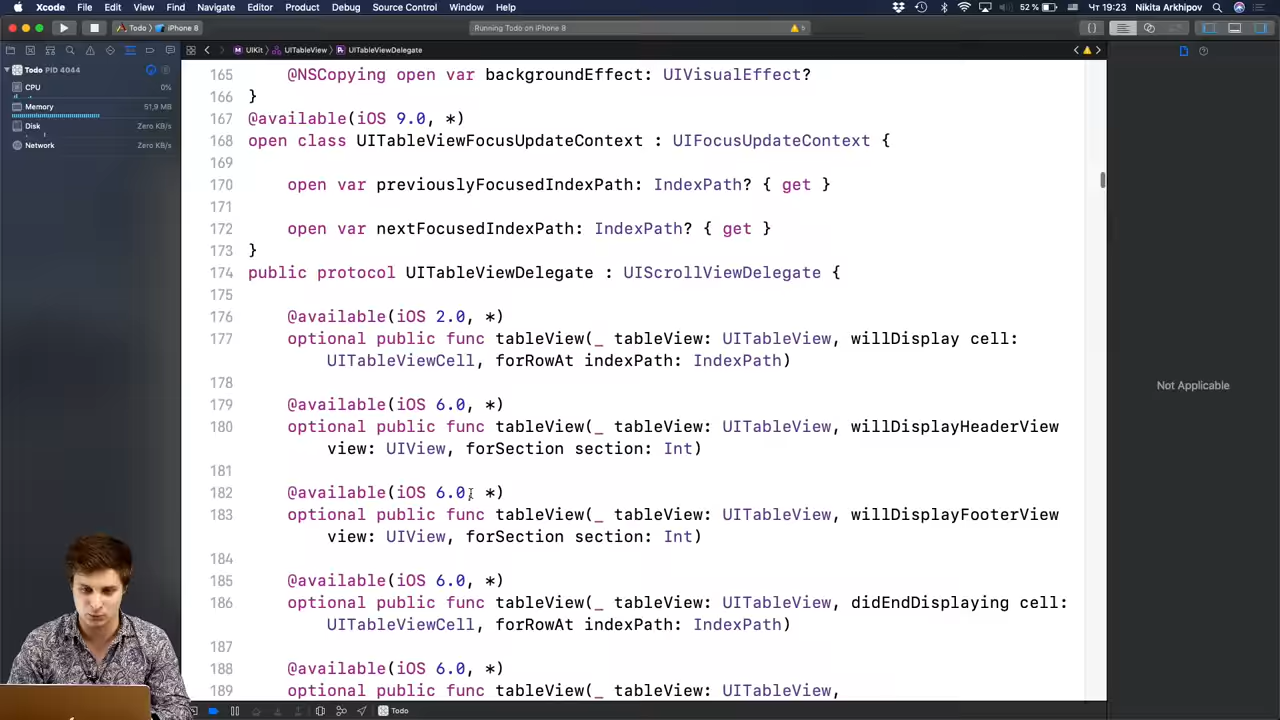 Xcode File Edit View Find Navigate Editor Product Debug Source Control Window Help 52 % Чт 19:23 Nikita Arkhipov
Todo iPhone 8 Running Todo on iPhone 8 6
UIKit UITableView UITableViewDelegate
Todo PID 4044
CPU 0%
Memory 51,9 MB
Disk Zero KB/s
Network Zero KB/s
165 @NSCopying open var backgroundEffect: UIVisualEffect?
166 }
167 @available(iOS 9.0, *)
168 open class UITableViewFocusUpdateContext : UIFocusUpdateContext {
169
170 open var previouslyFocusedIndexPath: IndexPath? { get }
171
172 open var nextFocusedIndexPath: IndexPath? { get }
173 }
174 public protocol UITableViewDelegate : UIScrollViewDelegate {
175
176 @available(iOS 2.0, *)
177 optional public func tableView(_ tableView: UITableView, willDisplay cell:
UITableViewCell, forRowAt indexPath: IndexPath)
178
179 @available(iOS 6.0, *)
180 optional public func tableView(_ tableView: UITableView, willDisplayHeaderView
view: UIView, forSection section: Int)
181
182 @available(iOS 6.0, *)
183 optional public func tableView(_ tableView: UITableView, willDisplayFooterView
view: UIView, forSection section: Int)
184
185 @available(iOS 6.0, *)
186 optional public func tableView(_ tableView: UITableView, didEndDisplaying cell:
UITableViewCell, forRowAt indexPath: IndexPath)
187
188 @available(iOS 6.0, *)
189 optional public func tableView(_ tableView: UITableView,
Not Applicable
Todo